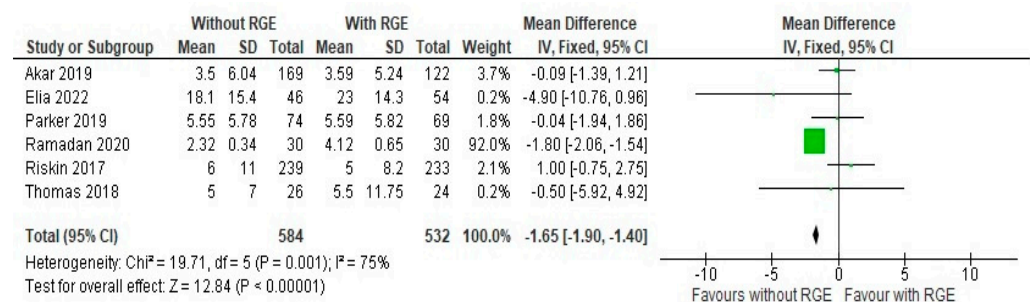 Without RGE With RGE Mean Difference Mean Difference
Study or Subgroup Mean SD Total Mean SD Total Weight IV, Fixed, 95% CI IV, Fixed, 95% CI
Akar 2019 3.5 6.04 169 3.59 5.24 122 3.7% -0.09 [-1.39, 1.21]
Elia 2022 18.1 15.4 46 23 14.3 54 0.2% -4.90 [-10.76, 0.96]
Parker 2019 5.55 5.78 74 5.59 5.82 69 1.8% -0.04 [-1.94, 1.86]
Ramadan 2020 2.32 0.34 30 4.12 0.65 30 92.0% -1.80 [-2.06, -1.54]
Riskin 2017 6 11 239 5 8.2 233 2.1% 1.00 [-0.75, 2.75]
Thomas 2018 5 7 26 5.5 11.75 24 0.2% -0.50 [-5.92, 4.92]
Total (95% CI) 584 532 100.0% -1.65 [-1.90, -1.40]
Heterogeneity: Chi² = 19.71, df = 5 (P = 0.001); I² = 75%
Test for overall effect: Z = 12.84 (P < 0.00001)
-10 -5 0 5 10
Favours without RGE Favour with RGE